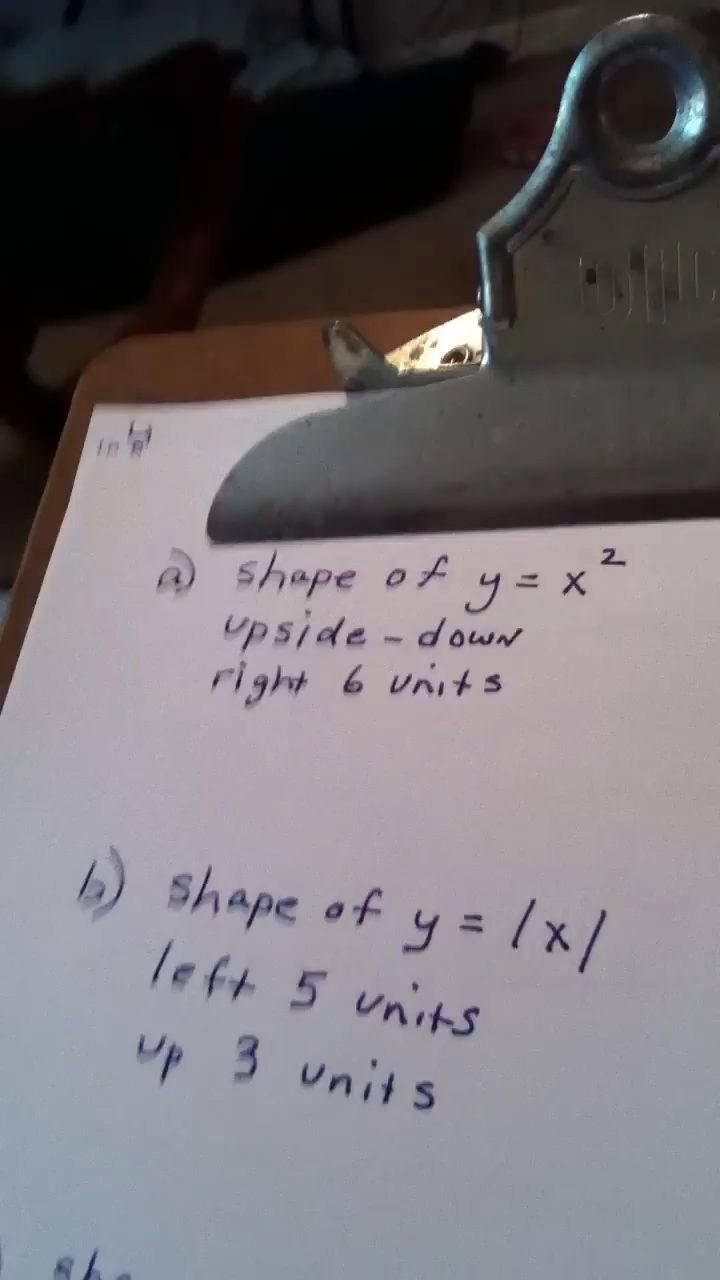 a) shape of y = x²
upside-down
right 6 units
b) shape of y = |x|
left 5 units
up 3 units